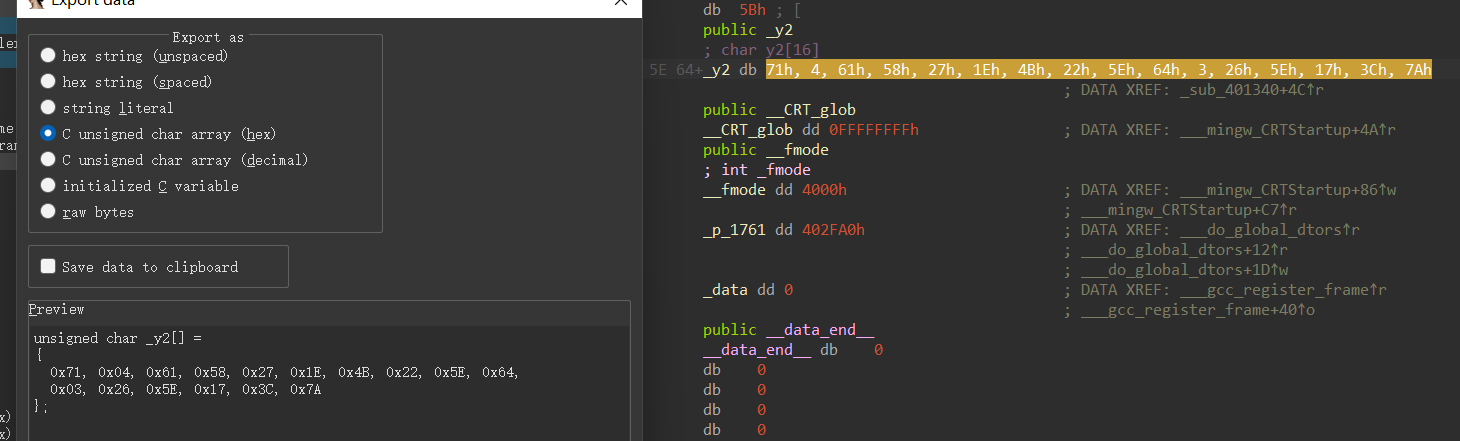 Export data
Export as
hex string (unspaced)
hex string (spaced)
string literal
C unsigned char array (hex)
C unsigned char array (decimal)
initialized C variable
raw bytes
Save data to clipboard
Preview
unsigned char _y2[] =
{
0x71, 0x04, 0x61, 0x58, 0x27, 0x1E, 0x4B, 0x22, 0x5E, 0x64,
0x03, 0x26, 0x5E, 0x17, 0x3C, 0x7A
};
x)
x)
db 5Bh ; [
public _y2
; char y2[16]
5E 64+_y2 db 71h, 4, 61h, 58h, 27h, 1Eh, 4Bh, 22h, 5Eh, 64h, 3, 26h, 5Eh, 17h, 3Ch, 7Ah
; DATA XREF: _sub_401340+4C↑r
public __CRT_glob
__CRT_glob dd 0FFFFFFFFh ; DATA XREF: ___mingw_CRTStartup+4A↑r
public __fmode
; int _fmode
__fmode dd 4000h ; DATA XREF: ___mingw_CRTStartup+86↑w
; ___mingw_CRTStartup+C7↑r
_p_1761 dd 402FA0h ; DATA XREF: ___do_global_dtors↑r
; ___do_global_dtors+12↑r
; ___do_global_dtors+1D↑w
_data dd 0 ; DATA XREF: ___gcc_register_frame↑r
; ___gcc_register_frame+40↑o
public __data_end__
__data_end__ db 0
db 0
db 0
db 0
db 0